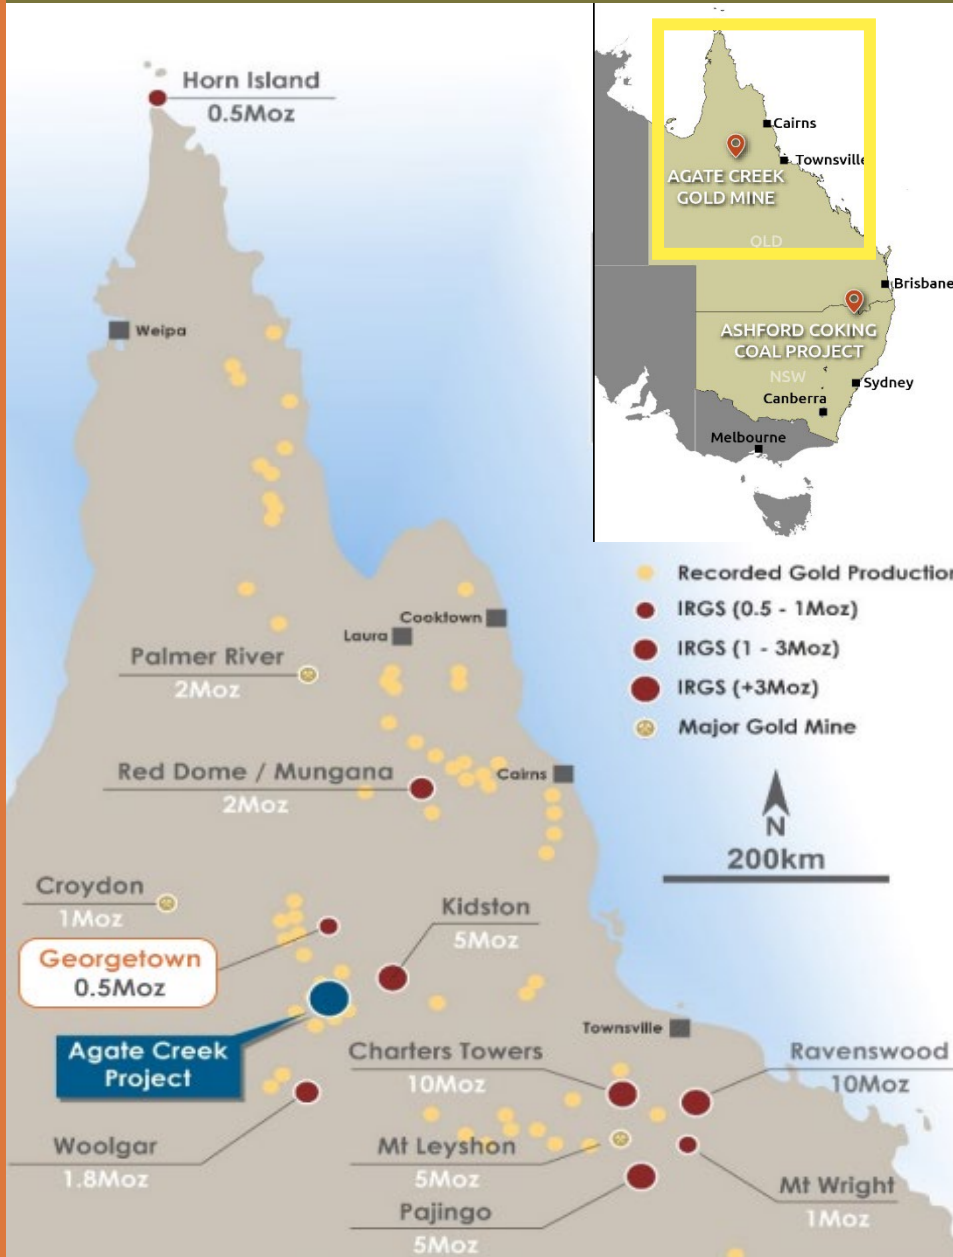 Horn Island
0.5Moz
Cairns
Townsville
AGATE CREEK
GOLD MINE
QLD
Brisbane
ASHFORD COKING
COAL PROJECT
NSW
Sydney
Canberra
Melbourne
Weipa
Recorded Gold Production
IRGS (0.5 - 1Moz)
IRGS (1 - 3Moz)
IRGS (+3Moz)
Major Gold Mine
Cooktown
Laura
Palmer River
2Moz
Red Dome / Mungana
2Moz
Cairns
N
200km
Croydon
1Moz
Kidston
5Moz
Georgetown
0.5Moz
Agate Creek
Project
Townsville
Charters Towers
10Moz
Ravenswood
10Moz
Woolgar
1.8Moz
Mt Leyshon
5Moz
Mt Wright
1Moz
Pajingo
5Moz